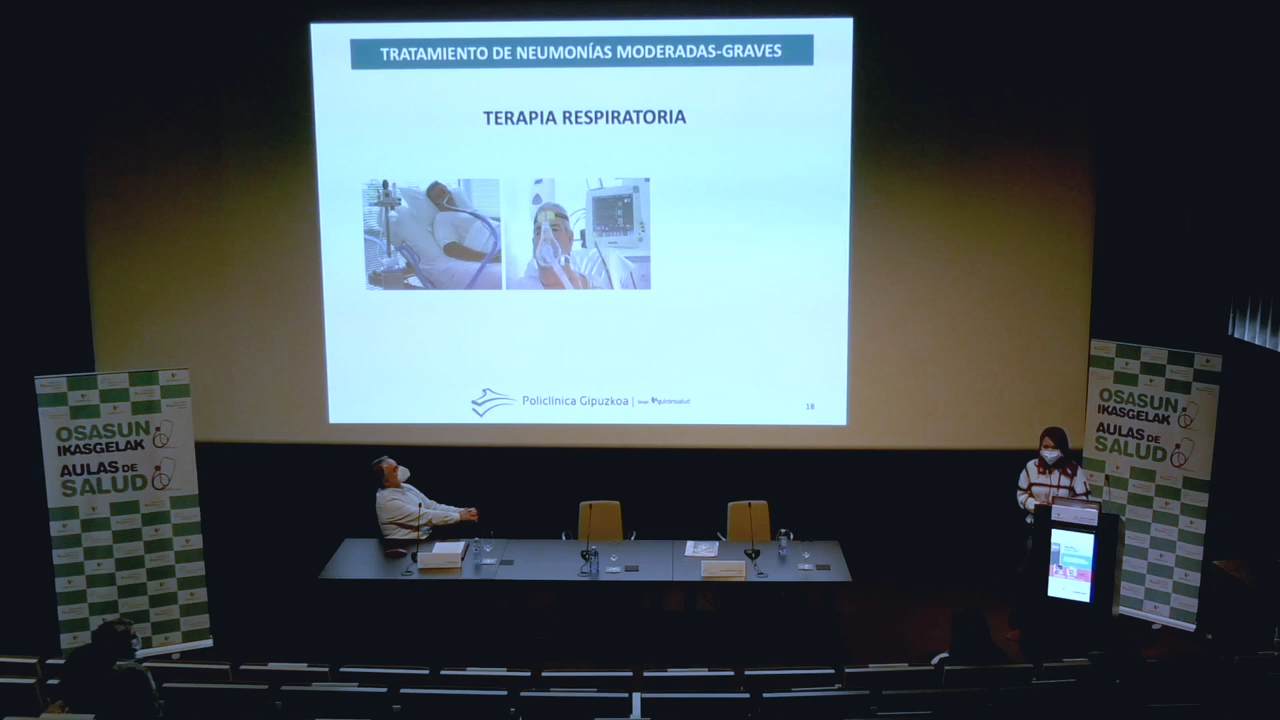 TRATAMIENTO DE NEUMONÍAS MODERADAS-GRAVES
TERAPIA RESPIRATORIA
Policlínica Gipuzkoa
quirónsalud
18
OSASUN
IKASGELAK
AULAS DE
SALUD
OSASUN
IKASGELAK
AULAS DE
SALUD